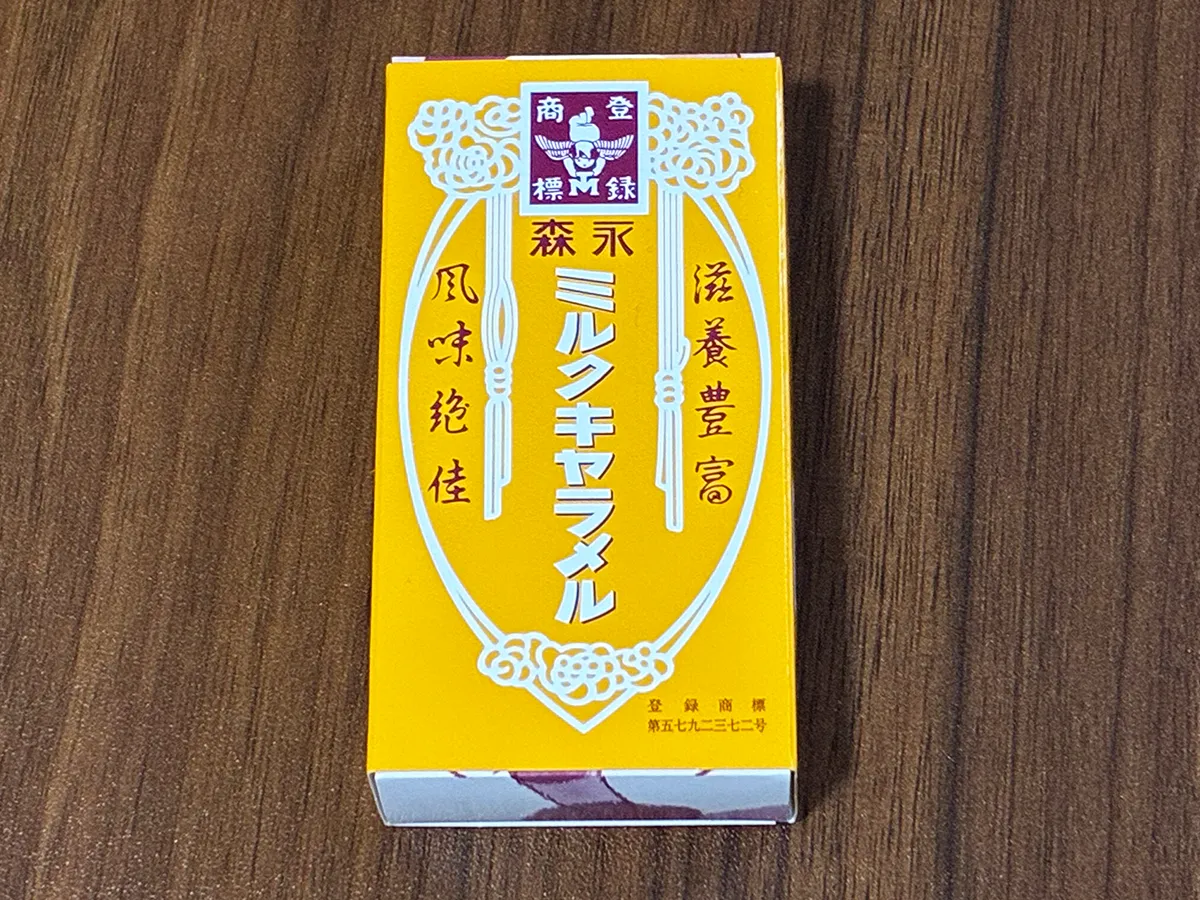 登録
商標
TM
森永
ミルクキャラメル
滋養豊富
風味絶佳
登録商標
第五七九二三七二号